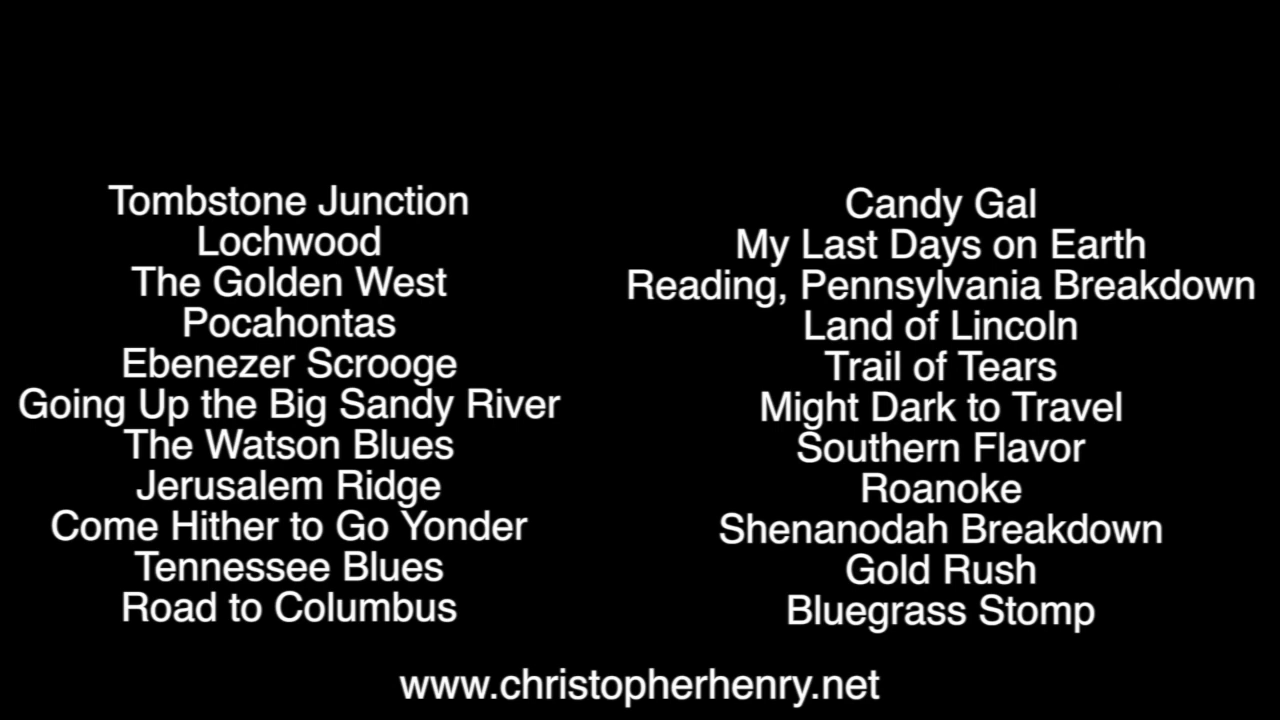 Tombstone Junction
Lochwood
The Golden West
Pocahontas
Ebenezer Scrooge
Going Up the Big Sandy River
The Watson Blues
Jerusalem Ridge
Come Hither to Go Yonder
Tennessee Blues
Road to Columbus
Candy Gal
My Last Days on Earth
Reading, Pennsylvania Breakdown
Land of Lincoln
Trail of Tears
Might Dark to Travel
Southern Flavor
Roanoke
Shenanodah Breakdown
Gold Rush
Bluegrass Stomp
www.christopherhenry.net